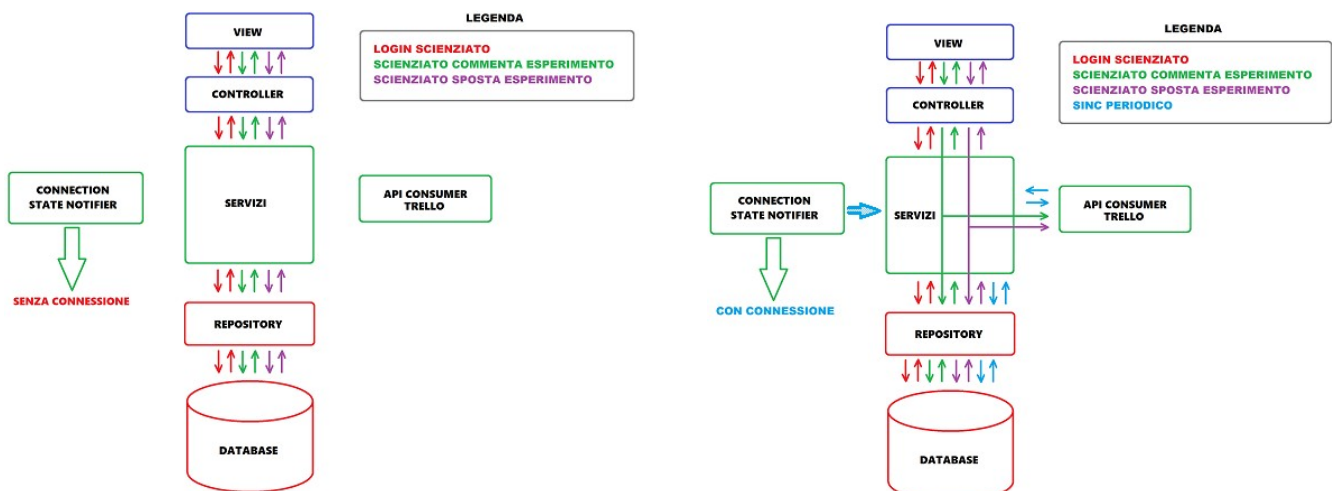 VIEW
LEGENDA
LOGIN SCIENZIATO
SCIENZIATO COMMENTA ESPERIMENTO
SCIENZIATO SPOSTA ESPERIMENTO
CONTROLLER
CONNECTION
STATE NOTIFIER
SERVIZI
API CONSUMER
TRELLO
SENZA CONNESSIONE
REPOSITORY
DATABASE
LEGENDA
VIEW
LOGIN SCIENZIATO
SCIENZIATO COMMENTA ESPERIMENTO
SCIENZIATO SPOSTA ESPERIMENTO
SINC PERIODICO
CONTROLLER
CONNECTION
STATE NOTIFIER
SERVIZI
API CONSUMER
TRELLO
CON CONNESSIONE
REPOSITORY
DATABASE